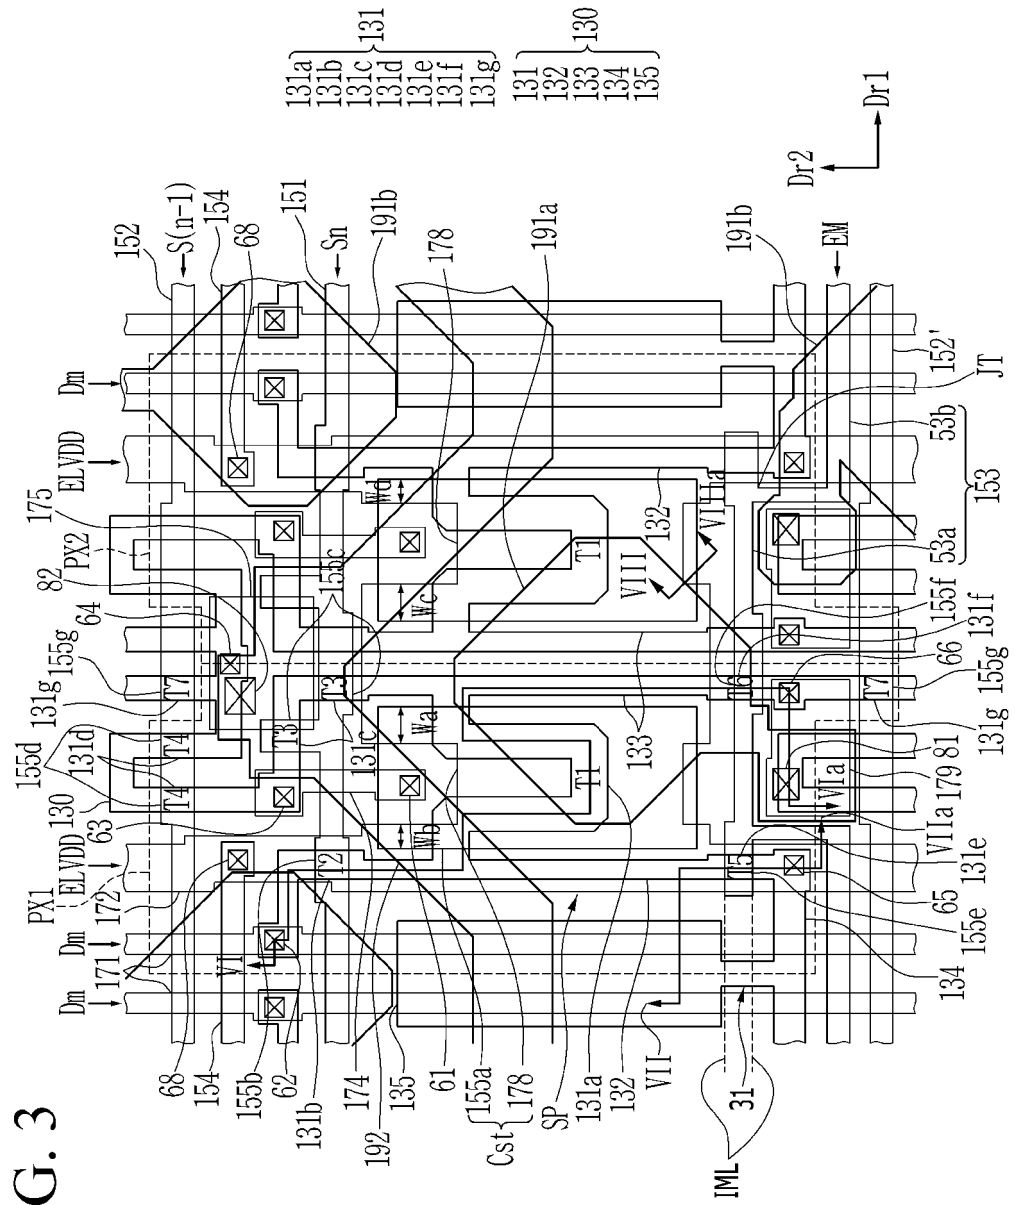 G. 3
131a
131b
131c
131d
131e
131f
131g
131
131
132
133
134
135
130
Dr2
Dr1
152
S(n-1)
154
68
151
Sn
191b
178
191a
191b
EM
152'
JT
53b
53a
153
Dm
ELVDD
175
PX2
82
64
155g
131g
T7
155d
131d
T4
T4
130
63
PX1
ELVDD
172
Dm
171
Dm
VI
T2
T3
T3
155c
131c
Wd
Wc
Wa
Wb
T1
T1
132
133
VIII
VIIIa
155f
131f
T6
66
155g
T7
131g
81
179
VIa
VIIa
131e
T5
65
155e
134
68
154
155b
62
131b
174
192
135
61
155a
178
Cst
SP
131a
132
VII
31
IML